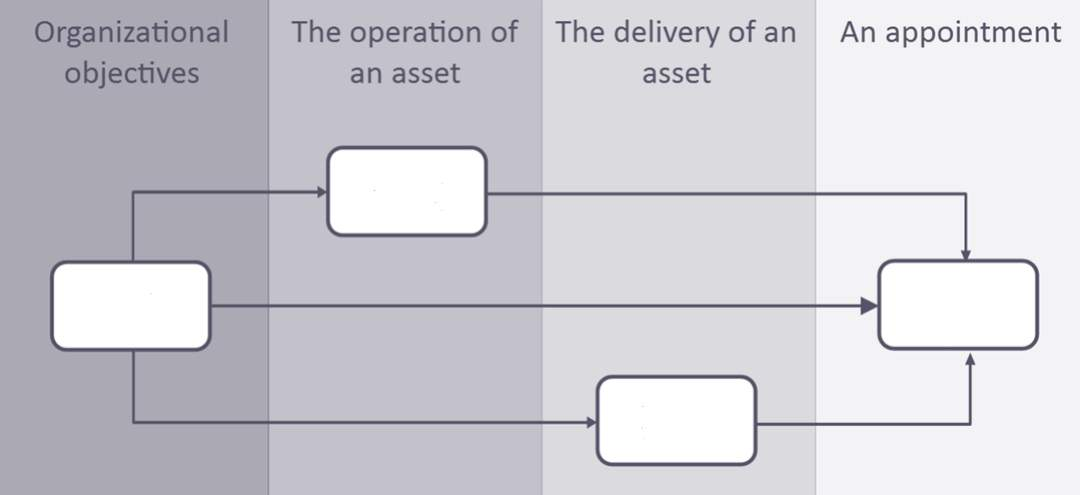 Organizational
objectives
The operation of
an asset
The delivery of an
asset
An appointment